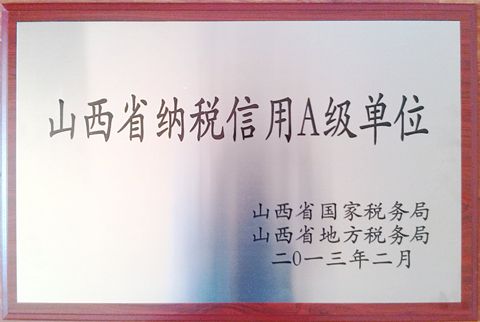 山西省纳税信用A级单位
山西省国家税务局
山西省地方税务局
二0一三年二月